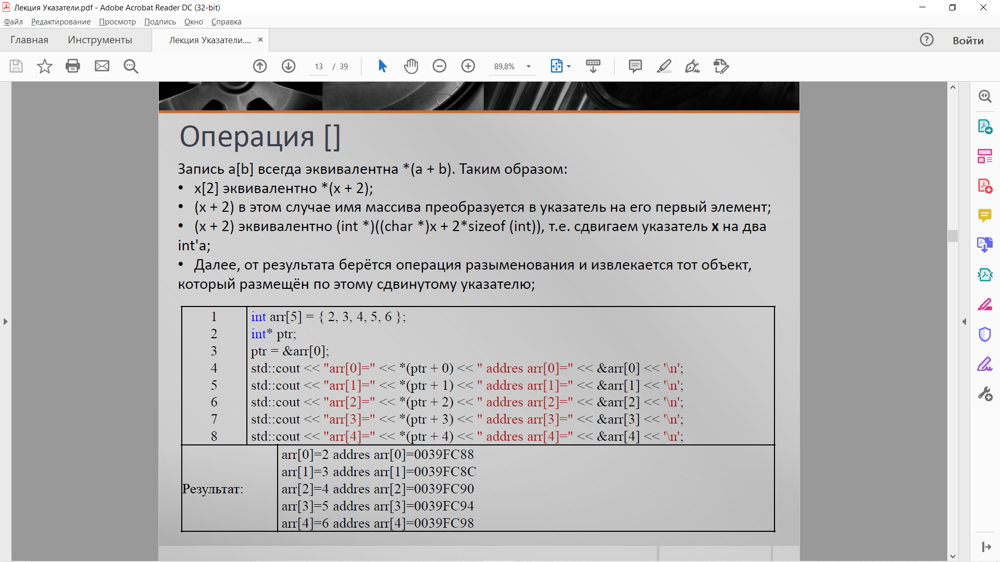 Лекция Указатели.pdf - Adobe Acrobat Reader DC (32-bit)
Файл Редактирование Просмотр Подпись Окно Справка
Главная Инструменты Лекция Указатели.... × ? Войти
13 / 39 89,8%
Операция []
Запись a[b] всегда эквивалентна *(a + b). Таким образом:
• x[2] эквивалентно *(x + 2);
• (x + 2) в этом случае имя массива преобразуется в указатель на его первый элемент;
• (x + 2) эквивалентно (int *)((char *)x + 2*sizeof (int)), т.е. сдвигаем указатель x на два
int'a;
• Далее, от результата берётся операция разыменования и извлекается тот объект,
который размещён по этому сдвинутому указателю;
1 int arr[5] = { 2, 3, 4, 5, 6 };
2 int* ptr;
3 ptr = &arr[0];
4 std::cout << "arr[0]=" << *(ptr + 0) << " addres arr[0]=" << &arr[0] << '\n';
5 std::cout << "arr[1]=" << *(ptr + 1) << " addres arr[1]=" << &arr[1] << '\n';
6 std::cout << "arr[2]=" << *(ptr + 2) << " addres arr[2]=" << &arr[2] << '\n';
7 std::cout << "arr[3]=" << *(ptr + 3) << " addres arr[3]=" << &arr[3] << '\n';
8 std::cout << "arr[4]=" << *(ptr + 4) << " addres arr[4]=" << &arr[4] << '\n';
Результат:
arr[0]=2 addres arr[0]=0039FC88
arr[1]=3 addres arr[1]=0039FC8C
arr[2]=4 addres arr[2]=0039FC90
arr[3]=5 addres arr[3]=0039FC94
arr[4]=6 addres arr[4]=0039FC98